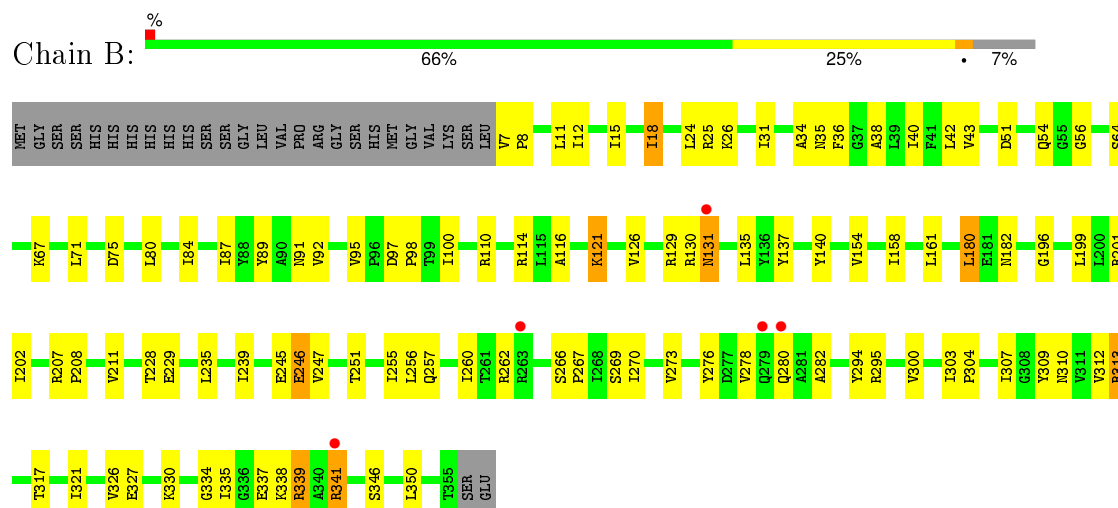 %
Chain B:
66% 25% • 7%
MET GLY SER SER HIS HIS HIS HIS HIS HIS SER SER GLY LEU VAL PRO ARG GLY SER HIS MET GLY VAL LYS SER LEU V7 P8 L11 I12 I15 I18 L24 R25 K26 I31 A34 N35 F36 G37 A38 L39 I40 F41 L42 V43 D51 Q54 G55 G56 S64
K67 L71 D75 L80 I84 I87 Y88 Y89 A90 N91 V92 V95 P96 D97 P98 T99 I100 R110 R114 L115 A116 K121 V126 R129 R130 N131 L135 Y136 Y137 Y140 V154 I158 L161 L180 E181 N182 G196 L199 L200 R201
I202 R207 P208 V211 T228 E229 L235 I239 E245 E246 V247 T251 I255 L256 Q257 I260 T261 R262 R263 S266 P267 I268 S269 I270 V273 Y276 D277 V278 Q279 Q280 A281 A282 Y294 R295 V300 I303 P304 I307 G308 Y309 N310 V311 V312 R313
T317 I321 V326 E327 K330 G334 I335 G336 E337 K338 R339 A340 R341 S346 L350 T355 SER GLU